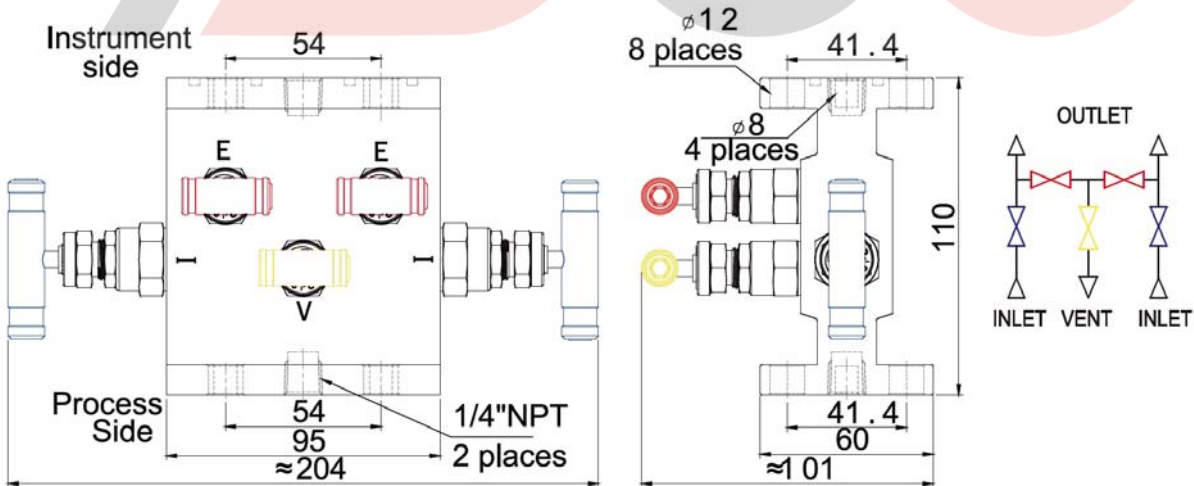 Instrument
side
54
E
E
I
I
V
Process
Side
54
95
≈204
1/4"NPT
2 places
ø12
8 places
41.4
ø8
4 places
110
41.4
60
≈101
OUTLET
INLET VENT INLET